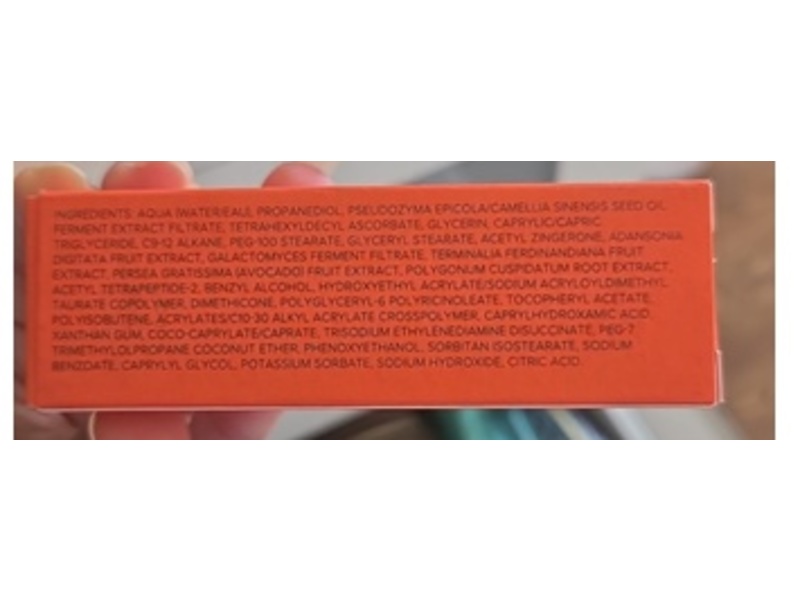 INGREDIENTS: AQUA (WATER/EAU), PROPANEDIOL, PSEUDOZYMA EPICOLA/CAMELLIA SINENSIS SEED OIL
FERMENT EXTRACT FILTRATE, TETRAHEXYLDECYL ASCORBATE, GLYCERIN, CAPRYLIC/CAPRIC
TRIGLYCERIDE, C9-12 ALKANE, PEG-100 STEARATE, GLYCERYL STEARATE, ACETYL ZINGERONE, ADANSONIA
DIGITATA FRUIT EXTRACT, GALACTOMYCES FERMENT FILTRATE, TERMINALIA FERDINANDIANA FRUIT
EXTRACT, PERSEA GRATISSIMA (AVOCADO) FRUIT EXTRACT, POLYGONUM CUSPIDATUM ROOT EXTRACT,
ACETYL TETRAPEPTIDE-2, BENZYL ALCOHOL, HYDROXYETHYL ACRYLATE/SODIUM ACRYLOYLDIMETHYL
TAURATE COPOLYMER, DIMETHICONE, POLYGLYCERYL-6 POLYRICINOLEATE, TOCOPHERYL ACETATE,
POLYISOBUTENE, ACRYLATES/C10-30 ALKYL ACRYLATE CROSSPOLYMER, CAPRYLHYDROXAMIC ACID,
XANTHAN GUM, COCO-CAPRYLATE/CAPRATE, TRISODIUM ETHYLENEDIAMINE DISUCCINATE, PEG-7
TRIMETHYLOLPROPANE COCONUT ETHER, PHENOXYETHANOL, SORBITAN ISOSTEARATE, SODIUM
BENZOATE, CAPRYLYL GLYCOL, POTASSIUM SORBATE, SODIUM HYDROXIDE, CITRIC ACID.